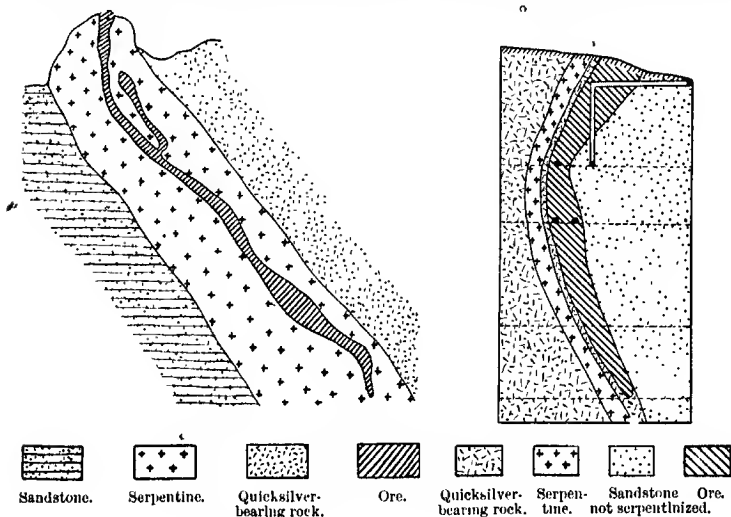 Sandstone.
Serpentine.
Quicksilver-
bearing rock.
Ore.
Quicksilver-
bearing rock.
Serpen-
tine.
Sandstone
not serpentinized.
Ore.